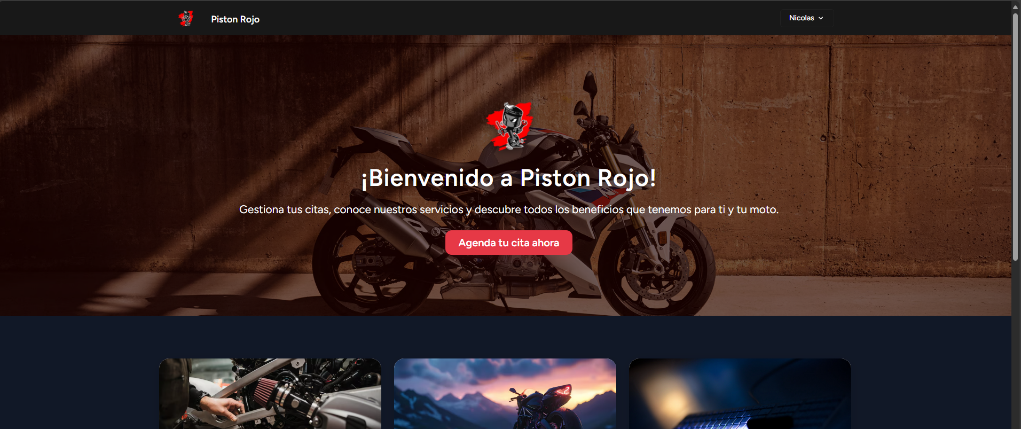 Piston Rojo
Nicolas
¡Bienvenido a Piston Rojo!
Gestiona tus citas, conoce nuestros servicios y descubre todos los beneficios que tenemos para ti y tu moto.
Agenda tu cita ahora